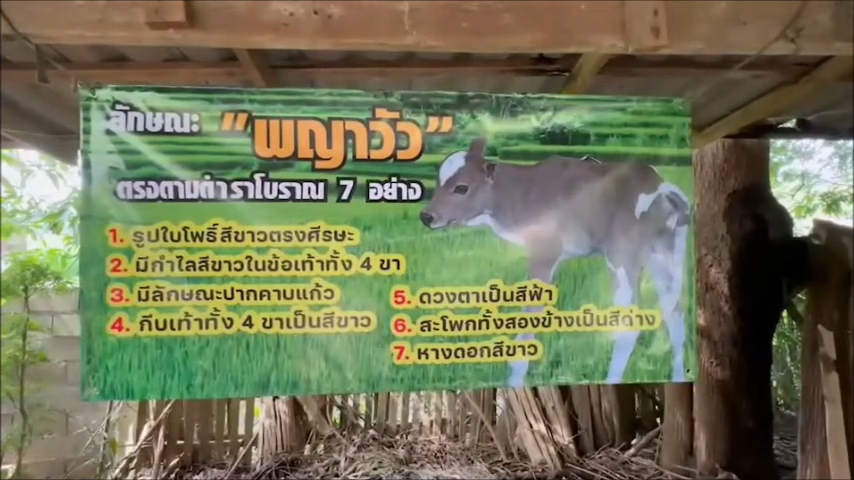 ลักษณะ "พญาวัว"
ตรงตามตำราโบราณ 7 อย่าง
1.รูปใบโพธิ์สีขาวตรงศีรษะ
2.มีกำไลสีขาวในข้อเท้าทั้ง 4 ขา
3.มีลักษณะปากคาบแก้ว
4.กีบเท้าทั้ง 4 ขาเป็นสีขาว
5.ดวงตาเป็นสีฟ้า
6.สะโพกทั้งสองข้างเป็นสีด่าง
7.หางดอกสีขาว